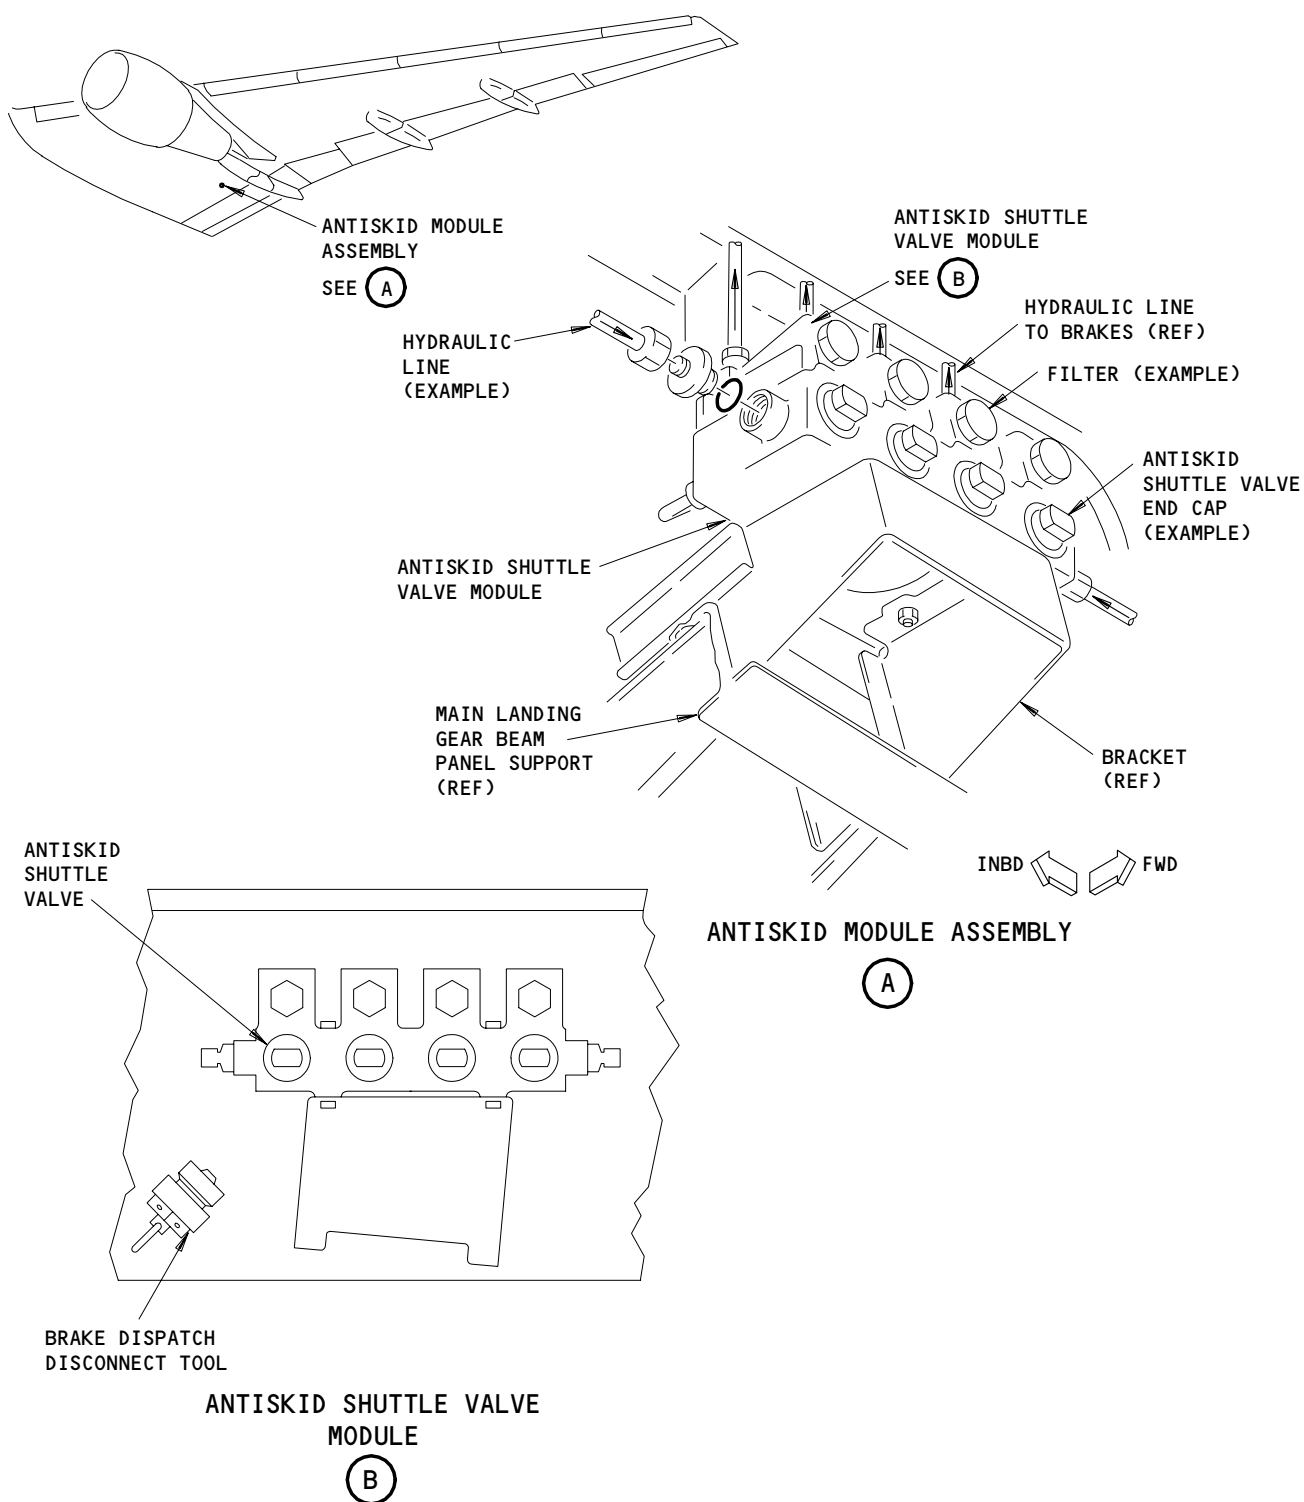 ANTISKID MODULE
ASSEMBLY
SEE A
ANTISKID SHUTTLE
VALVE MODULE
SEE B
HYDRAULIC
LINE
(EXAMPLE)
HYDRAULIC LINE
TO BRAKES (REF)
FILTER (EXAMPLE)
ANTISKID
SHUTTLE VALVE
END CAP
(EXAMPLE)
ANTISKID SHUTTLE
VALVE MODULE
MAIN LANDING
GEAR BEAM
PANEL SUPPORT
(REF)
BRACKET
(REF)
INBD FWD
ANTISKID MODULE ASSEMBLY
A
ANTISKID
SHUTTLE
VALVE
BRAKE DISPATCH
DISCONNECT TOOL
ANTISKID SHUTTLE VALVE
MODULE
B